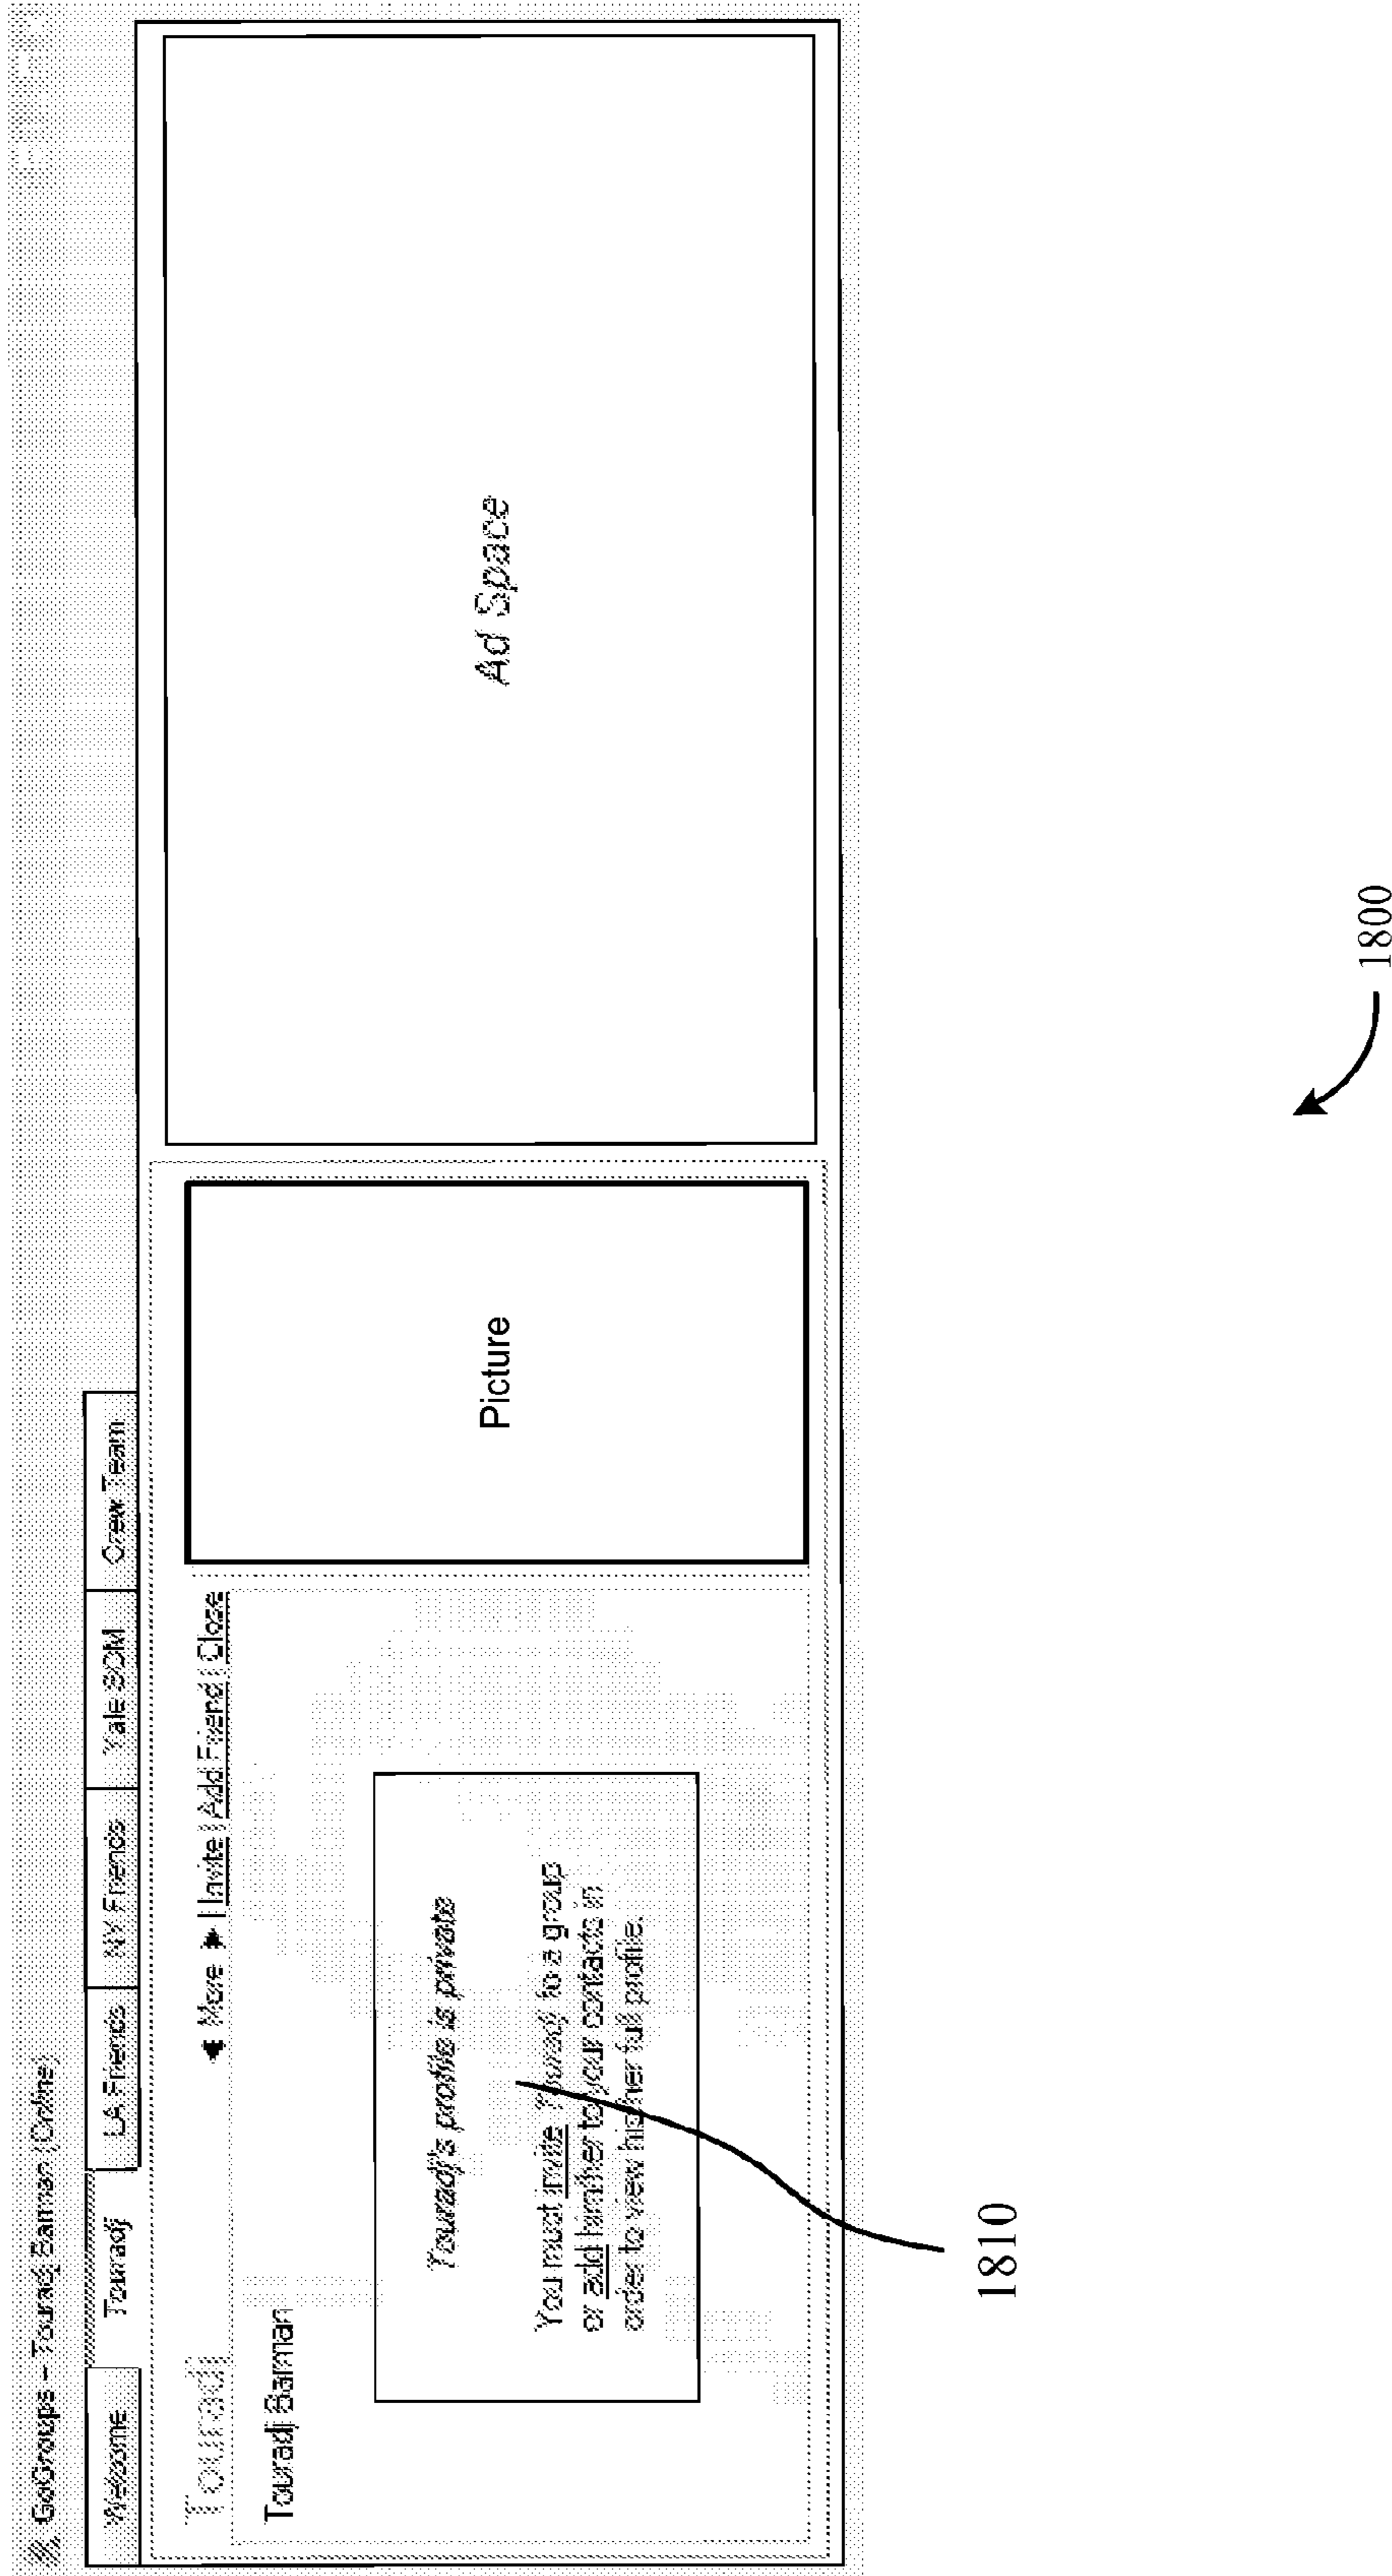 GoGroups – Touradj Barman (Online)
Welcome
Touradj
LA Friends
NY Friends
Yale SOM
Crew Team
Touradj
◄ More ► | Invite | Add Friend | Close
Touradj Barman
Touradj's profile is private
You must invite Touradj to a group
or add him/her to your contacts in
order to view his/her full profile.
Picture
Ad Space
1810
1800